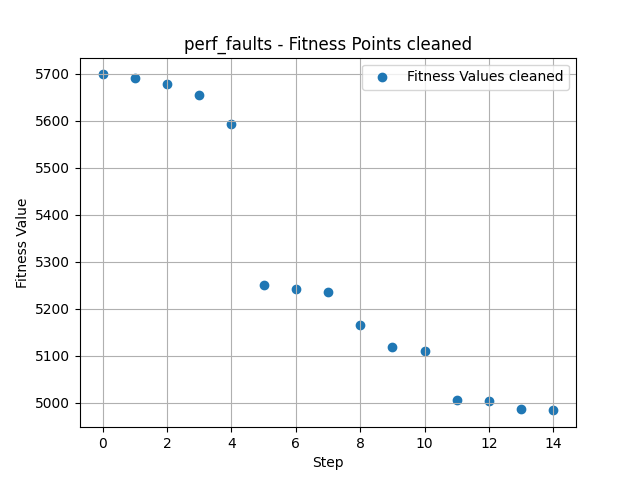 perf_faults - Fitness Points cleaned
Fitness Values cleaned
Fitness Value
5700
5600
5500
5400
5300
5200
5100
5000
0 2 4 6 8 10 12 14
Step